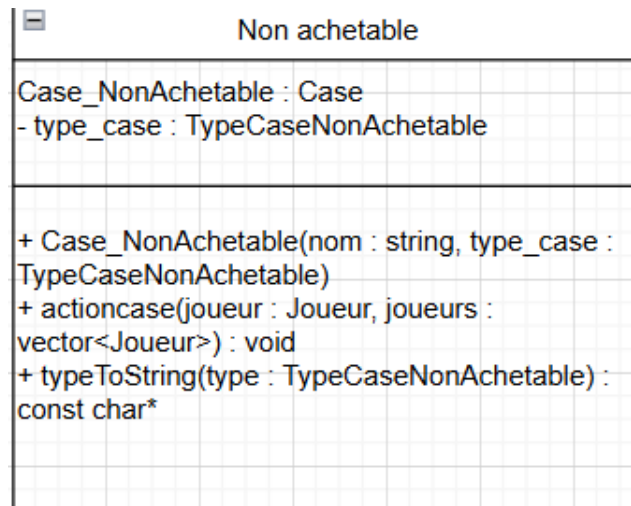 Non achetable
Case_NonAchetable : Case
- type_case : TypeCaseNonAchetable
+ Case_NonAchetable(nom : string, type_case :
TypeCaseNonAchetable)
+ actioncase(joueur : Joueur, joueurs :
vector<Joueur>) : void
+ typeToString(type : TypeCaseNonAchetable) :
const char*